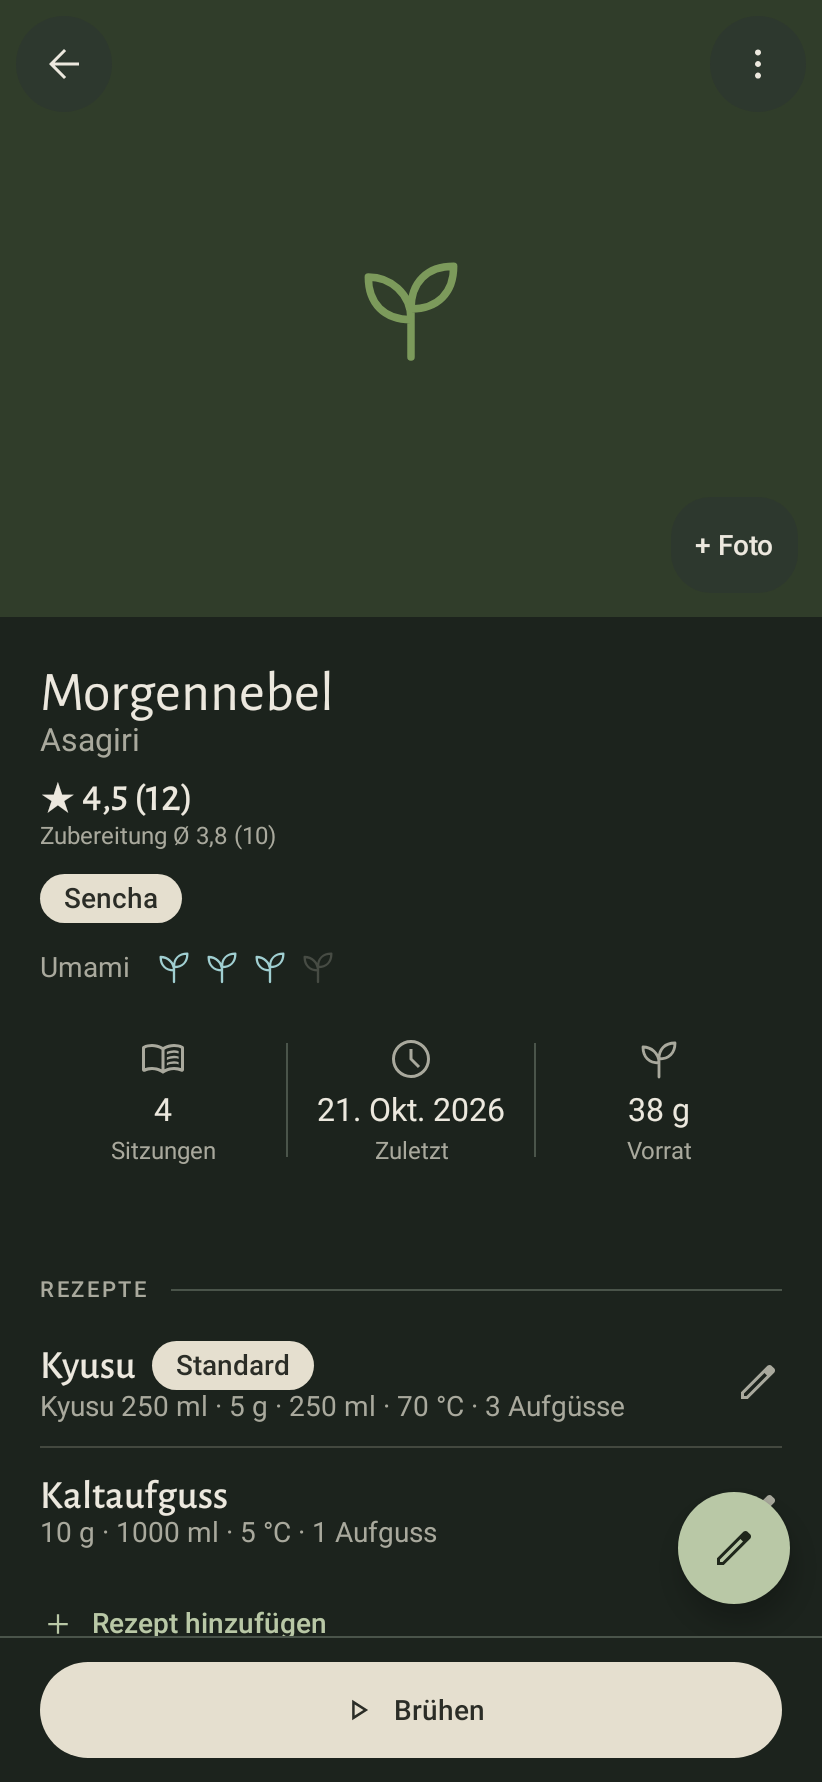 + Foto
Morgennebel
Asagiri
★ 4,5 (12)
Zubereitung Ø 3,8 (10)
Sencha
Umami
4
Sitzungen
21. Okt. 2026
Zuletzt
38 g
Vorrat
REZEPTE
Kyusu Standard
Kyusu 250 ml · 5 g · 250 ml · 70 °C · 3 Aufgüsse
Kaltaufguss
10 g · 1000 ml · 5 °C · 1 Aufguss
+ Rezept hinzufügen
Brühen